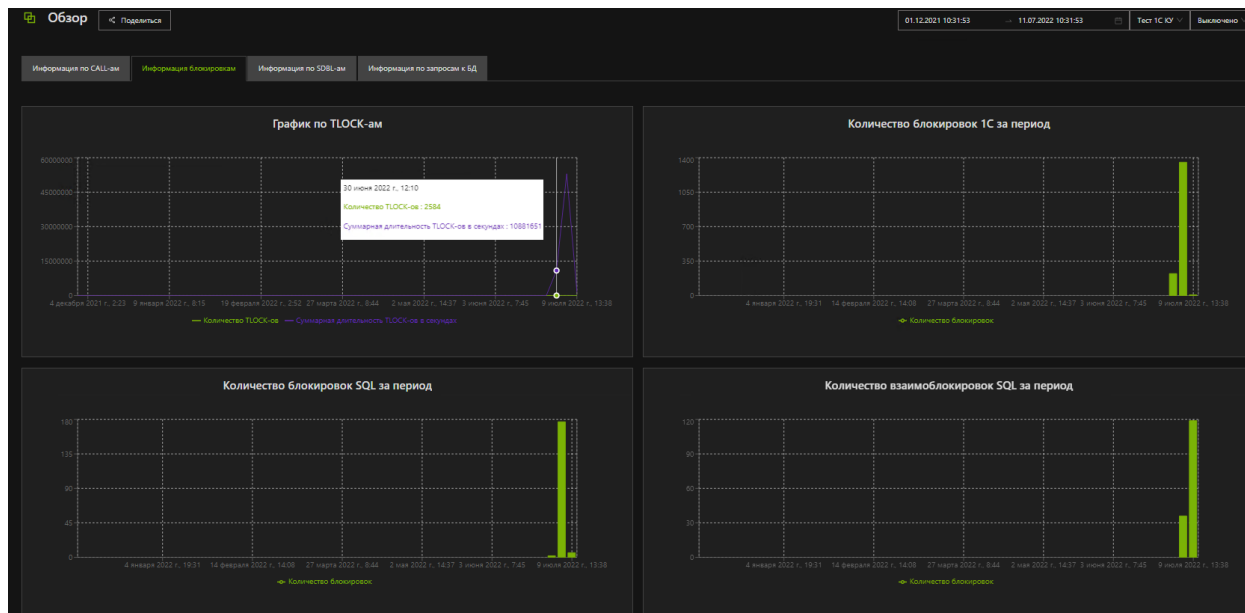 Обзор
Поделиться
01.12.2021 10:31:53 → 11.07.2022 10:31:53
Тест 1С КУ
Выключено
Информация по CALL-ам
Информация блокировкам
Информация по SDBL-ам
Информация по запросам к БД
График по TLOCK-ам
60000000
45000000
30000000
15000000
0
30 июня 2022 г., 12:10
Количество TLOCK-ов : 2584
Суммарная длительность TLOCK-ов в секундах : 10881651
4 декабря 2021 г., 2:23 9 января 2022 г., 8:15 19 февраля 2022 г., 2:52 27 марта 2022 г., 8:44 2 мая 2022 г., 14:37 3 июня 2022 г., 7:45 9 июля 2022 г., 13:38
Количество TLOCK-ов Суммарная длительность TLOCK-ов в секундах
Количество блокировок 1С за период
1400
1050
700
350
0
4 января 2022 г., 19:31 14 февраля 2022 г., 14:08 27 марта 2022 г., 8:44 2 мая 2022 г., 14:37 3 июня 2022 г., 7:45 9 июля 2022 г., 13:38
Количество блокировок
Количество блокировок SQL за период
180
135
90
45
0
4 января 2022 г., 19:31 14 февраля 2022 г., 14:08 27 марта 2022 г., 8:44 2 мая 2022 г., 14:37 3 июня 2022 г., 7:45 9 июля 2022 г., 13:38
Количество блокировок
Количество взаимоблокировок SQL за период
120
90
60
30
0
4 января 2022 г., 19:31 14 февраля 2022 г., 14:08 27 марта 2022 г., 8:44 2 мая 2022 г., 14:37 3 июня 2022 г., 7:45 9 июля 2022 г., 13:38
Количество блокировок